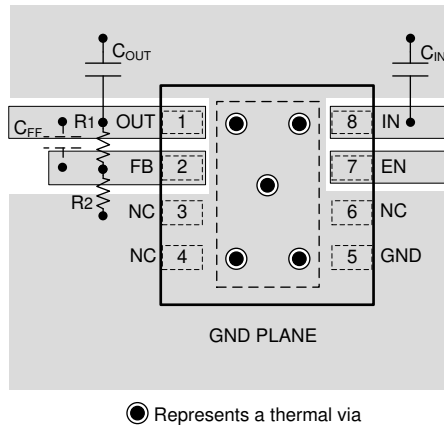 COUT
CIN
R1 OUT 1
8 IN
CFF
FB 2
7 EN
R2
NC 3
6 NC
NC 4
5 GND
GND PLANE
Represents a thermal via